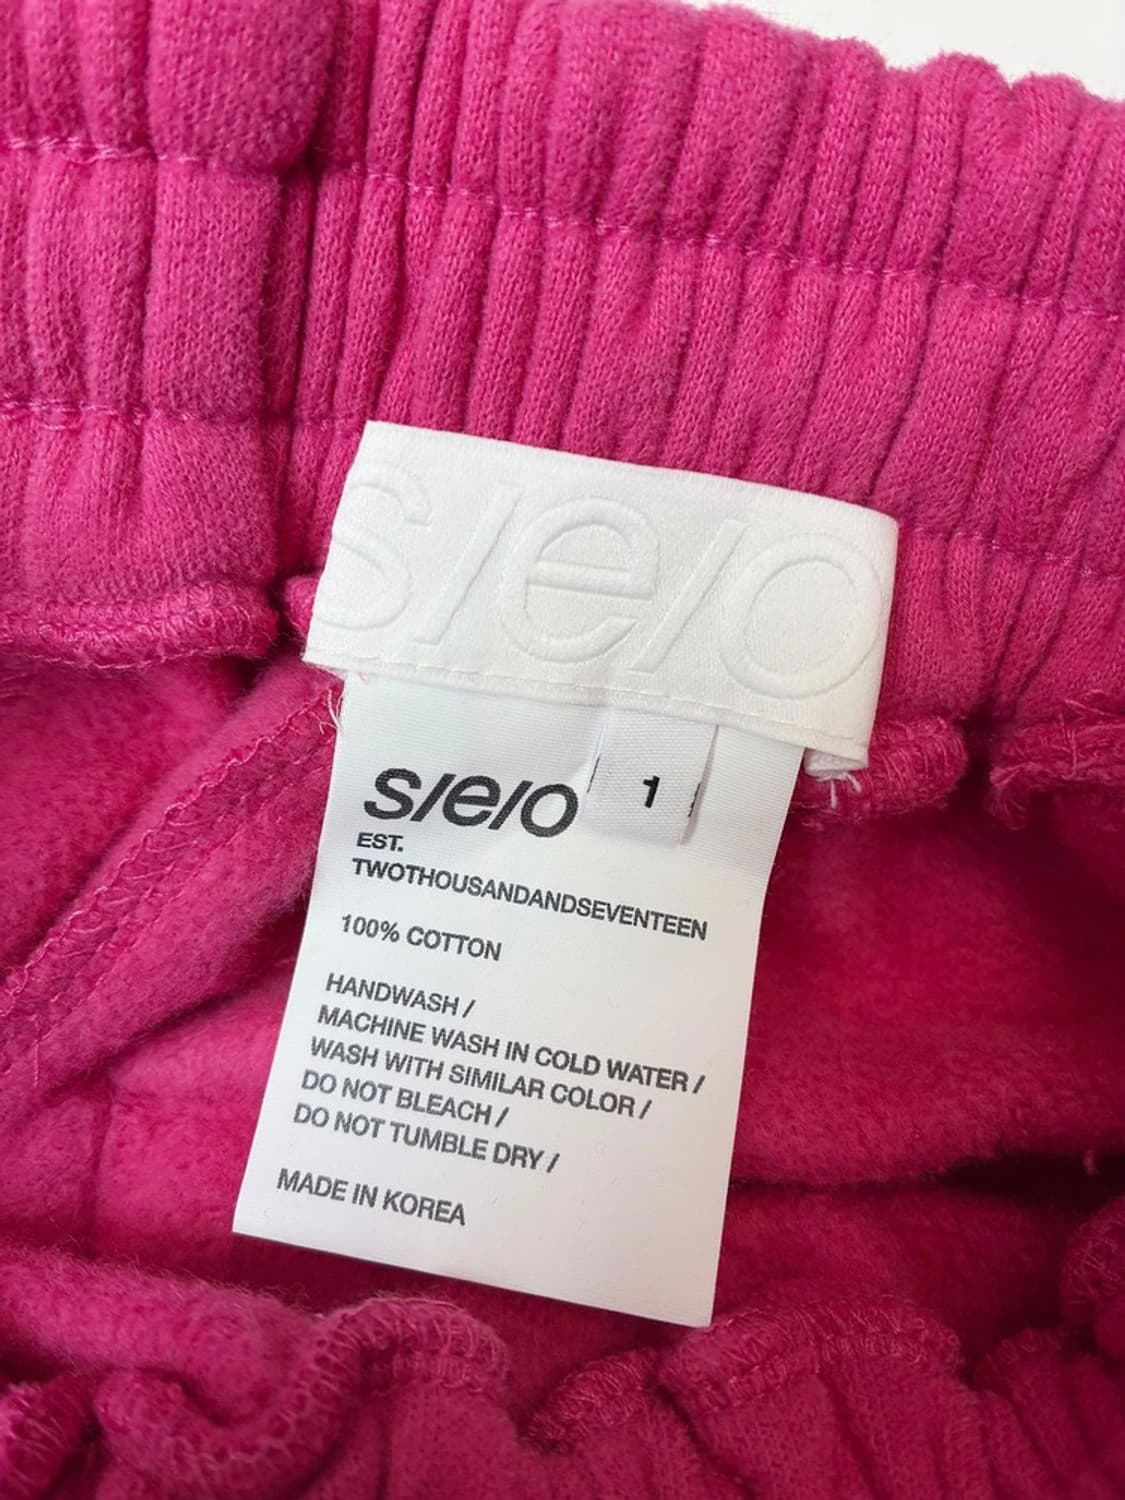 s/e/o
s/e/o
1
EST.
TWOTHOUSANDANDSEVENTEEN
100% COTTON
HANDWASH /
MACHINE WASH IN COLD WATER /
WASH WITH SIMILAR COLOR /
DO NOT BLEACH /
DO NOT TUMBLE DRY /
MADE IN KOREA